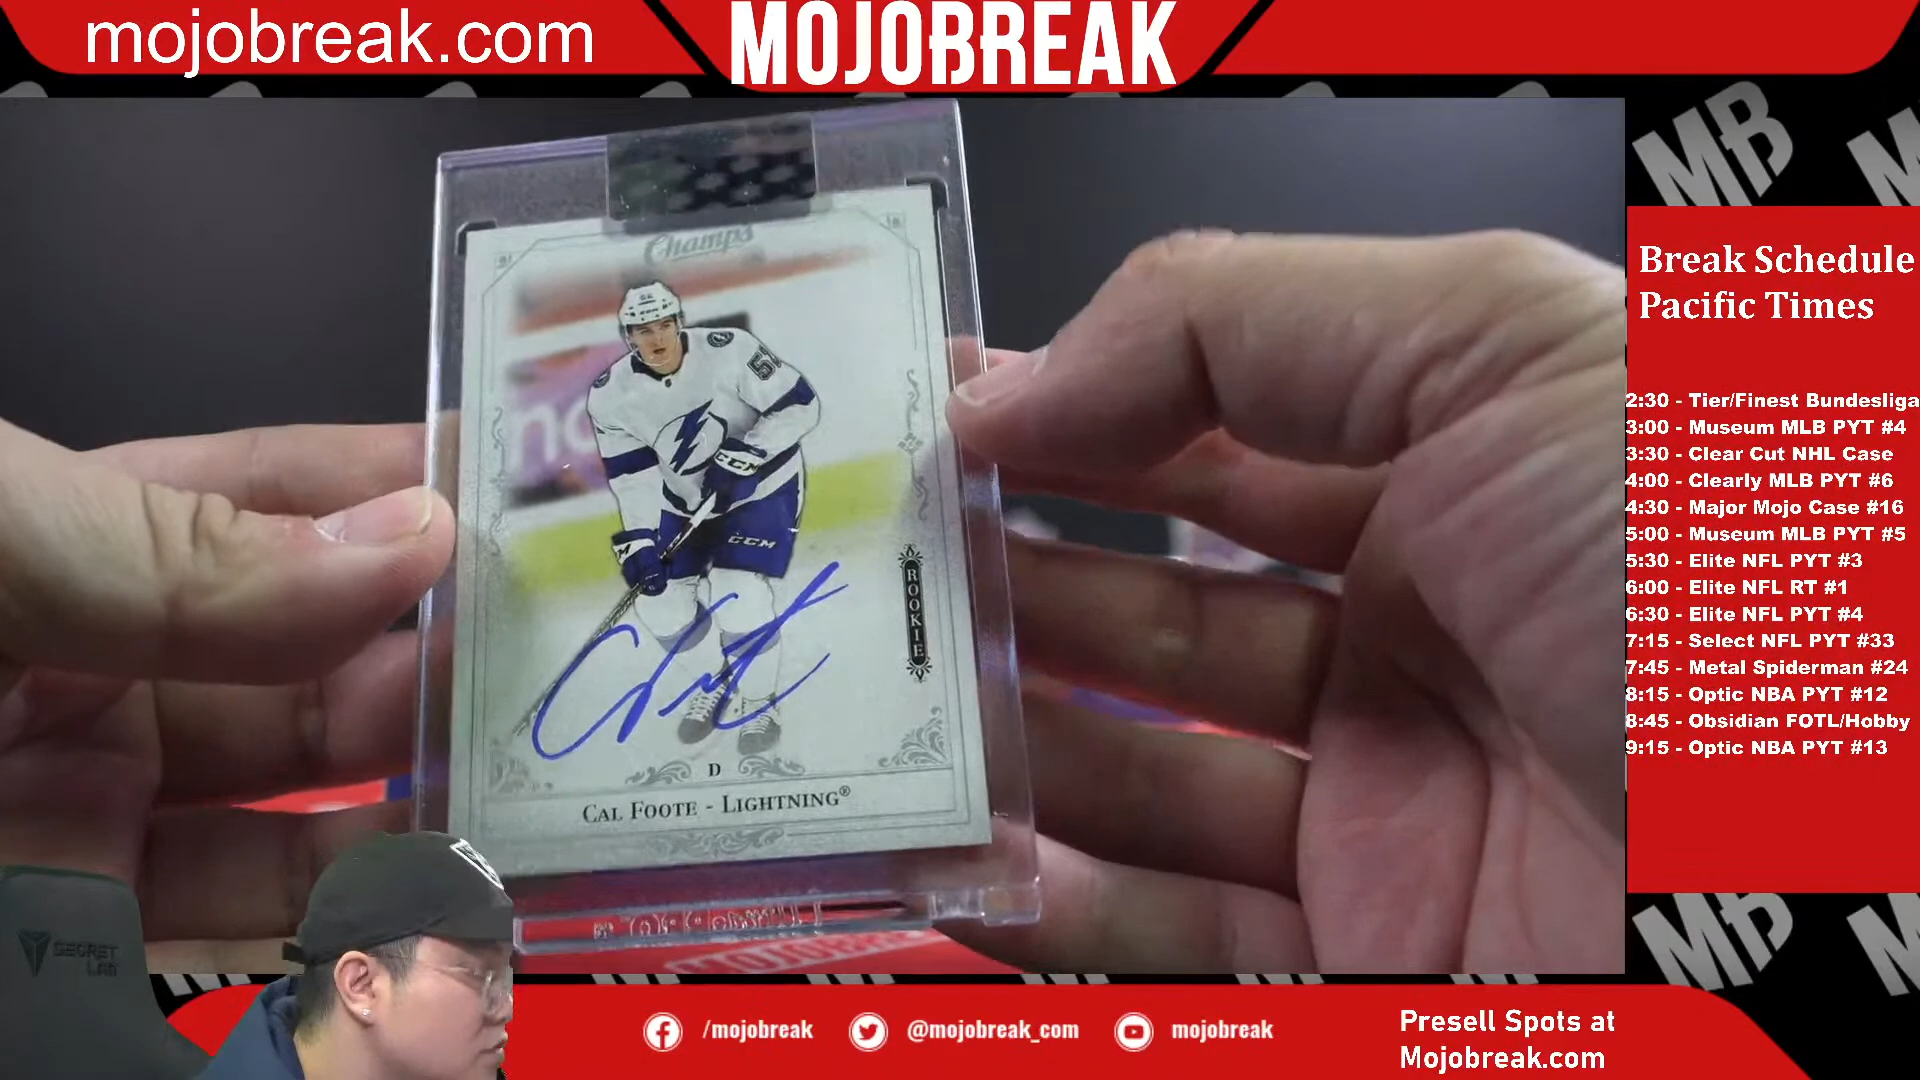 mojobreak.com
MOJOBREAK
MB
Break Schedule
Pacific Times
2:30 - Tier/Finest Bundesliga
3:00 - Museum MLB PYT #4
3:30 - Clear Cut NHL Case
4:00 - Clearly MLB PYT #6
4:30 - Major Mojo Case #16
5:00 - Museum MLB PYT #5
5:30 - Elite NFL PYT #3
6:00 - Elite NFL RT #1
6:30 - Elite NFL PYT #4
7:15 - Select NFL PYT #33
7:45 - Metal Spiderman #24
8:15 - Optic NBA PYT #12
8:45 - Obsidian FOTL/Hobby
9:15 - Optic NBA PYT #13
Champs
CCM
CCM
ROOKIE
D
CAL FOOTE - LIGHTNING®
SECRET
LAB
MOJOBREAK
MB
/mojobreak
@mojobreak_com
mojobreak
Presell Spots at
Mojobreak.com